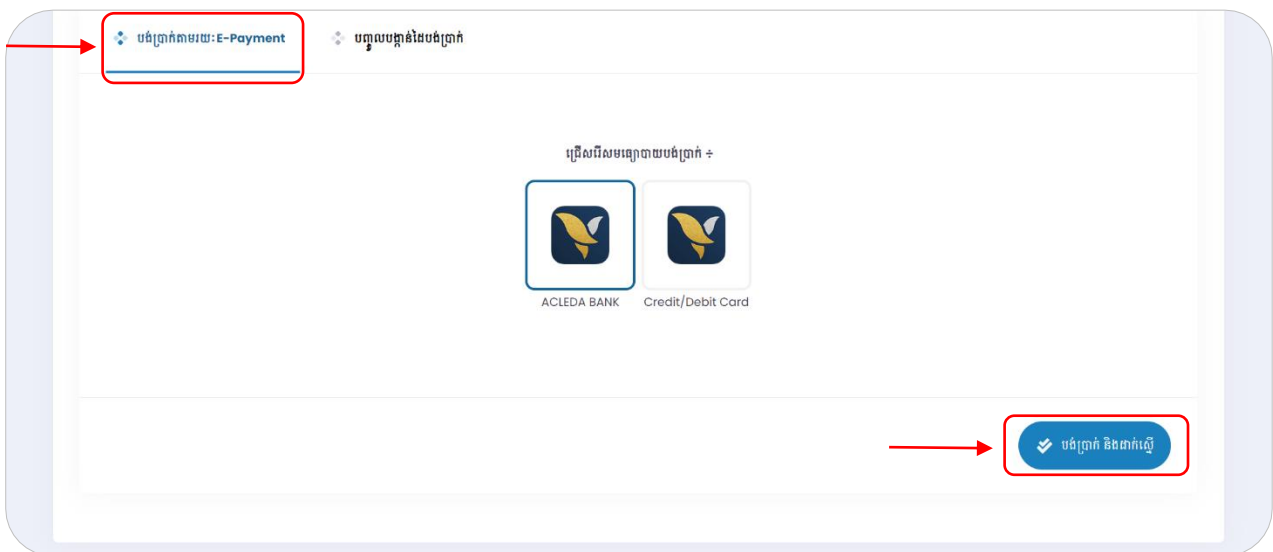 បង់ប្រាក់តាមរយៈE-Payment
បញ្ចូលបង្កាន់ដៃបង់ប្រាក់
ជ្រើសរើសមធ្យោបាយបង់ប្រាក់ ÷
ACLEDA BANK
Credit/Debit Card
បង់ប្រាក់ និងដាក់ស្នើ